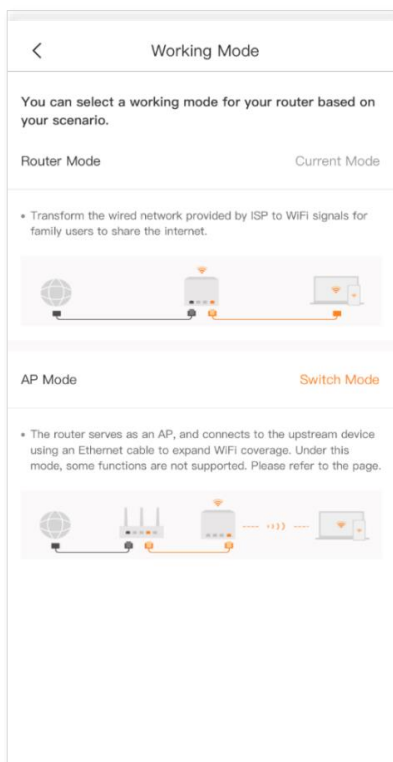 Working Mode
You can select a working mode for your router based on
your scenario.
Router Mode
Current Mode
• Transform the wired network provided by ISP to WiFi signals for
family users to share the internet.
AP Mode
Switch Mode
• The router serves as an AP, and connects to the upstream device
using an Ethernet cable to expand WiFi coverage. Under this
mode, some functions are not supported. Please refer to the page.